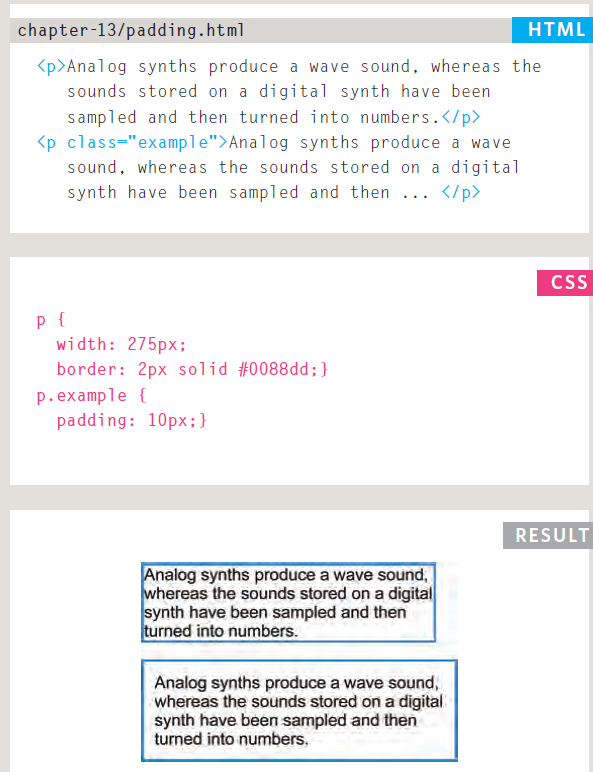 chapter-13/padding.html
HTML
<p>Analog synths produce a wave sound, whereas the
sounds stored on a digital synth have been
sampled and then turned into numbers.</p>
<p class="example">Analog synths produce a wave
sound, whereas the sounds stored on a digital
synth have been sampled and then ... </p>
CSS
p {
width: 275px;
border: 2px solid #0088dd;}
p.example {
padding: 10px;}
RESULT
Analog synths produce a wave sound,
whereas the sounds stored on a digital
synth have been sampled and then
turned into numbers.
Analog synths produce a wave sound,
whereas the sounds stored on a digital
synth have been sampled and then
turned into numbers.